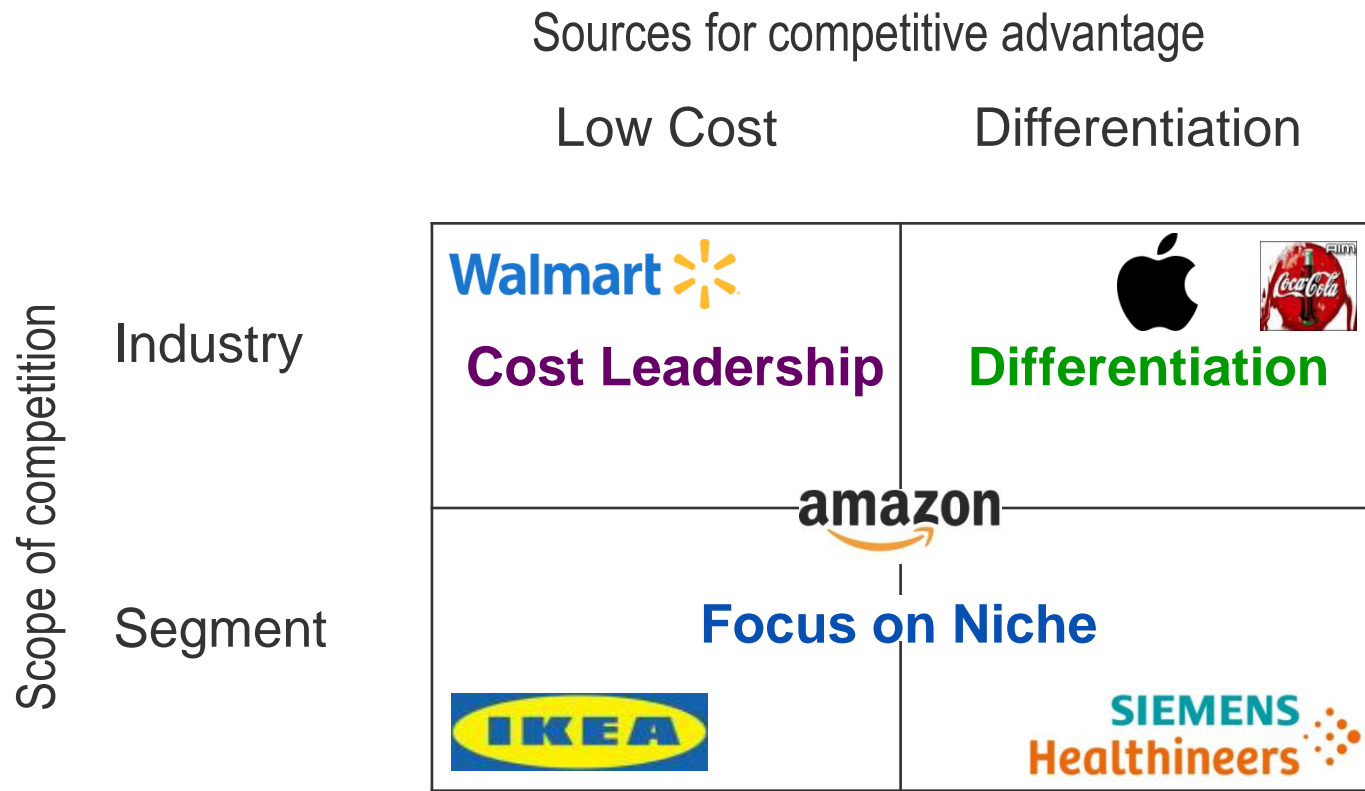 Sources for competitive advantage
Low Cost Differentiation
Scope of competition
Industry
Walmart
Aim
Coca-Cola
Cost Leadership Differentiation
amazon
Segment
Focus on Niche
IKEA
SIEMENS
Healthineers